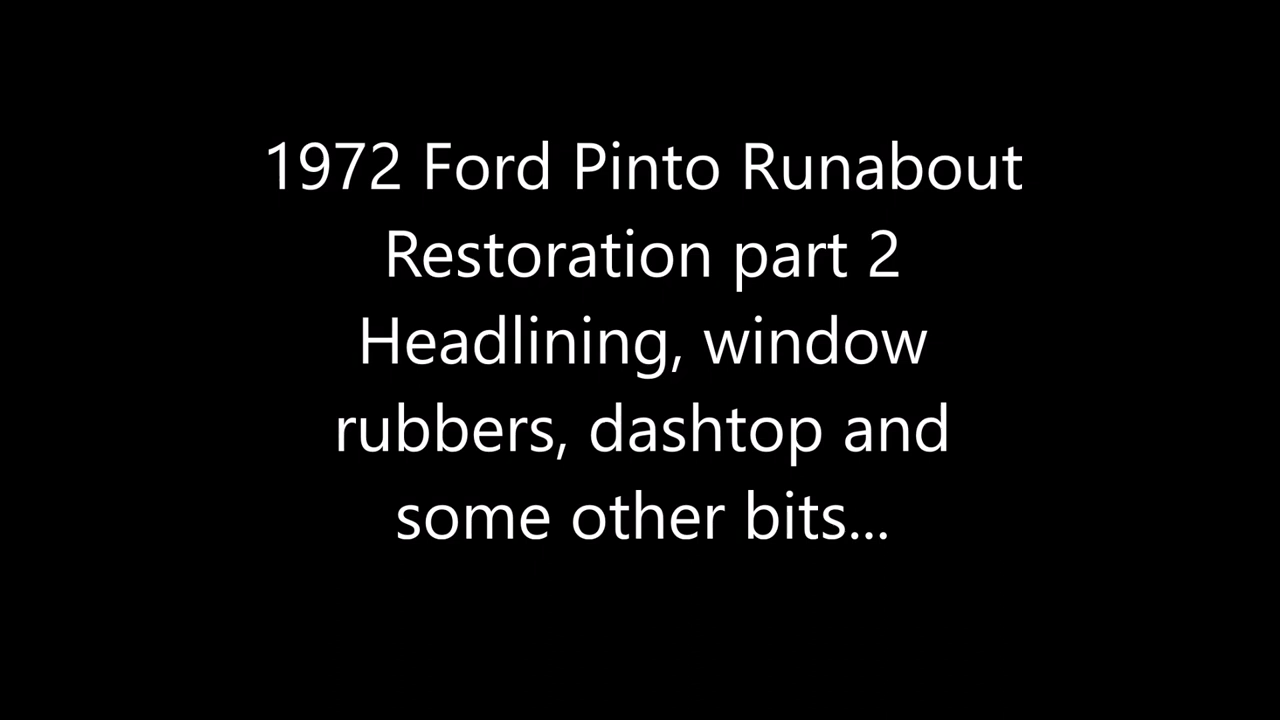 1972 Ford Pinto Runabout
Restoration part 2
Headlining, window
rubbers, dashtop and
some other bits...